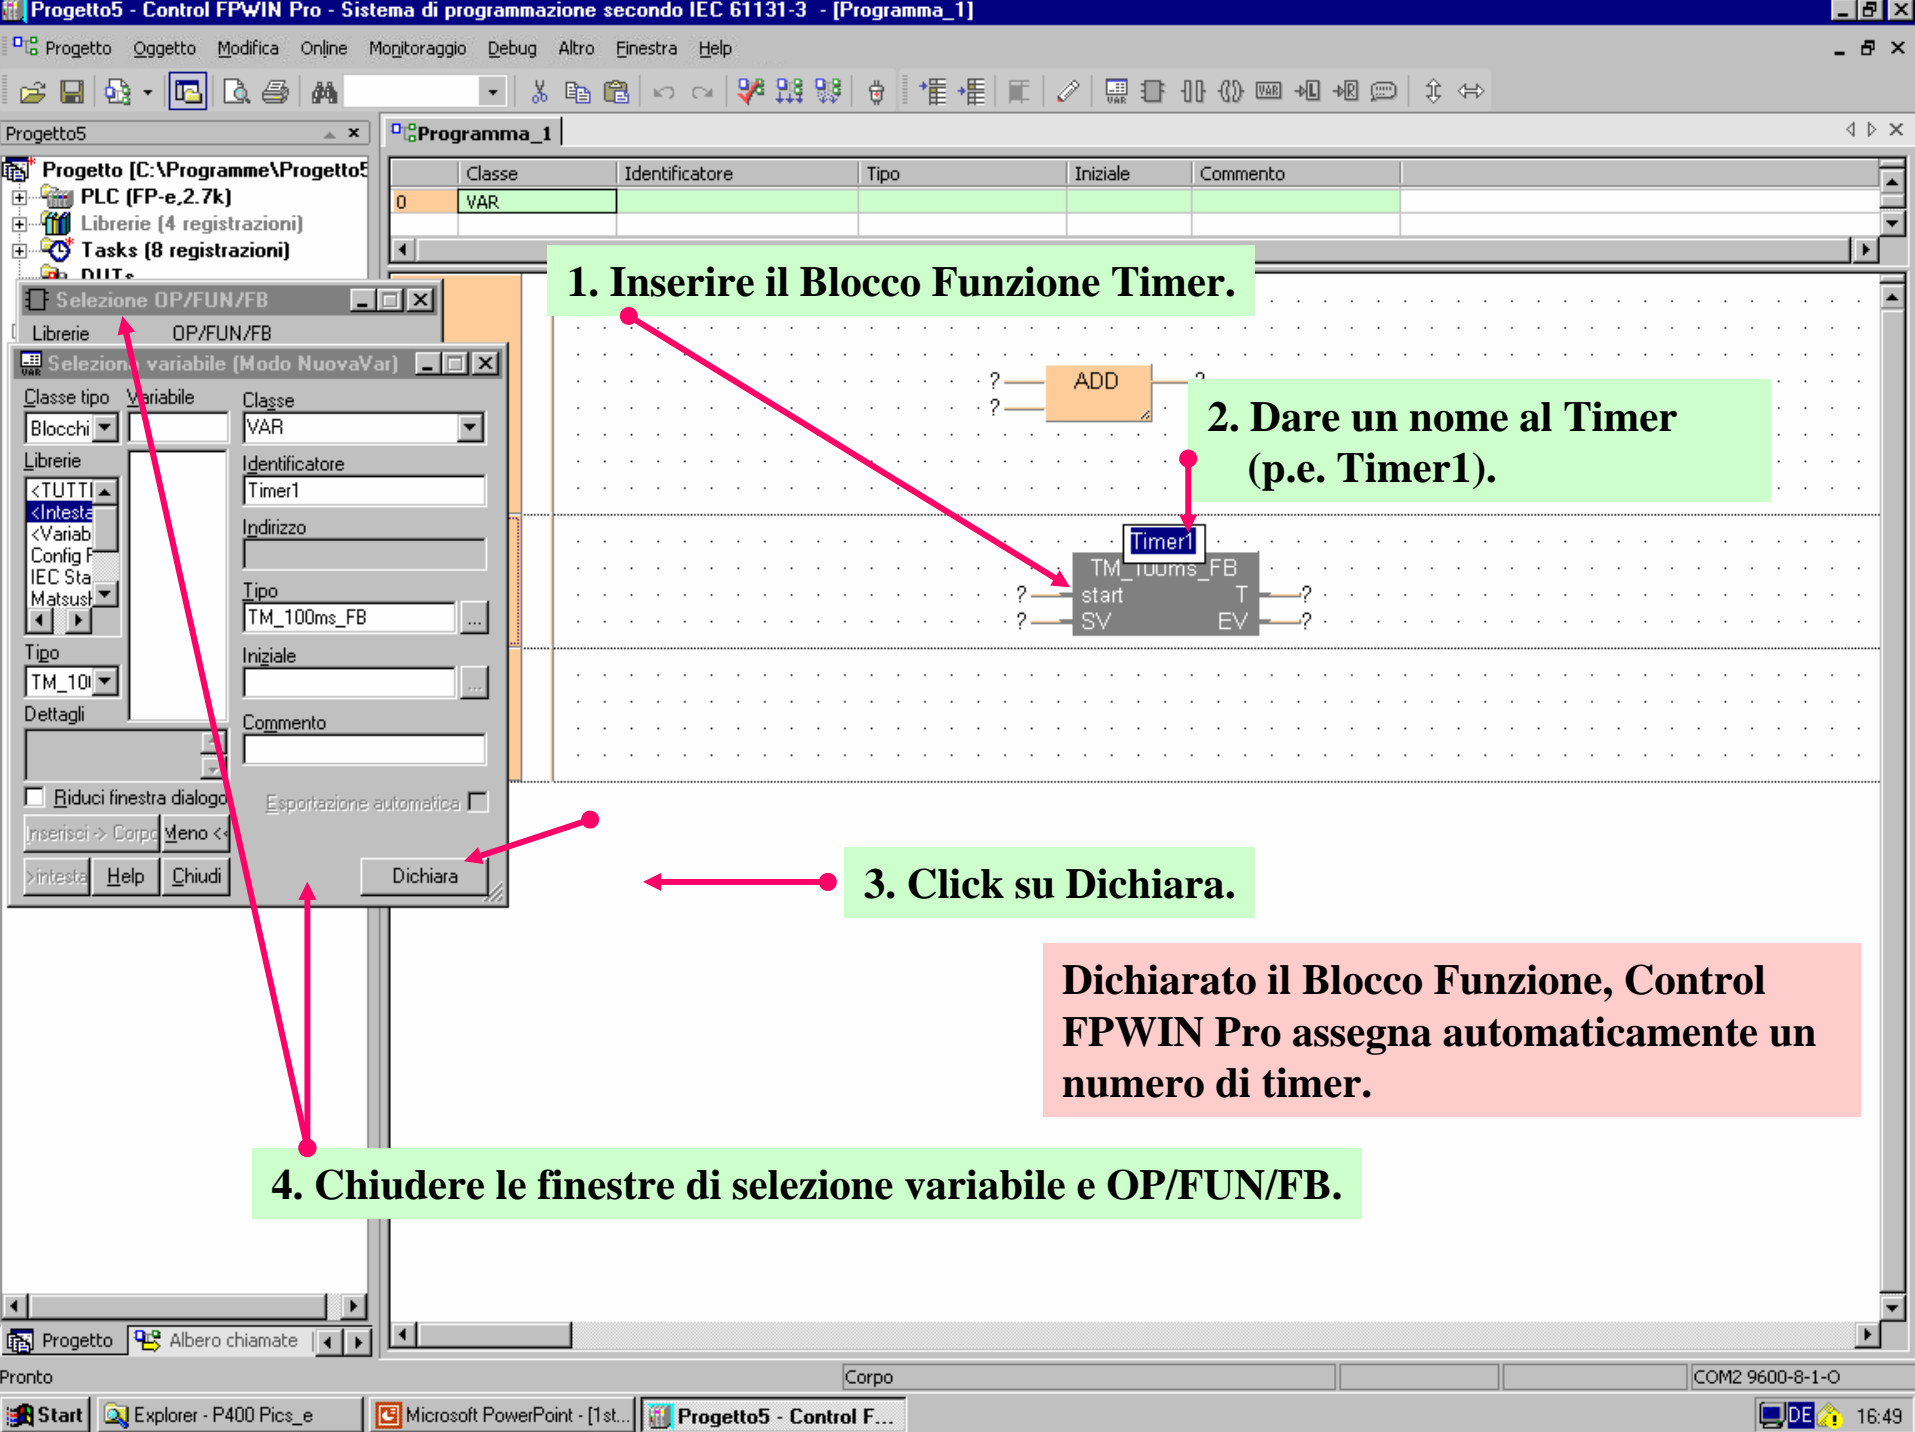 Progetto5 - Control FPWIN Pro - Sistema di programmazione secondo IEC 61131-3 - [Programma_1]
Progetto Oggetto Modifica Online Monitoraggio Debug Altro Finestra Help
Progetto5
Programma_1
Progetto [C:\Programme\Progetto5
PLC (FP-e,2.7k)
Librerie (4 registrazioni)
Tasks (8 registrazioni)
DUTs
Classe Identificatore Tipo Iniziale Commento
0 VAR
1. Inserire il Blocco Funzione Timer.
Selezione OP/FUN/FB
Librerie OP/FUN/FB
Selezione variabile (Modo NuovaVar)
Classe tipo Variabile Classe
Blocchi VAR
Librerie Identificatore
<TUTTI Timer1
<Intesta
<Variab Indirizzo
Config F
IEC Sta
Matsush
Tipo
TM_100ms_FB ...
Tipo Iniziale
TM_10 ...
Dettagli Commento
Riduci finestra dialogo Esportazione automatica
Inserisci -> Corpo Meno <<
>intesta Help Chiudi Dichiara
? ADD ?
?
2. Dare un nome al Timer
(p.e. Timer1).
Timer1
TM_100ms_FB
? start T ?
? SV EV ?
3. Click su Dichiara.
Dichiarato il Blocco Funzione, Control
FPWIN Pro assegna automaticamente un
numero di timer.
4. Chiudere le finestre di selezione variabile e OP/FUN/FB.
Progetto Albero chiamate
Pronto Corpo COM2 9600-8-1-O
Start Explorer - P400 Pics_e Microsoft PowerPoint - [1st... Progetto5 - Control F... DE 16:49